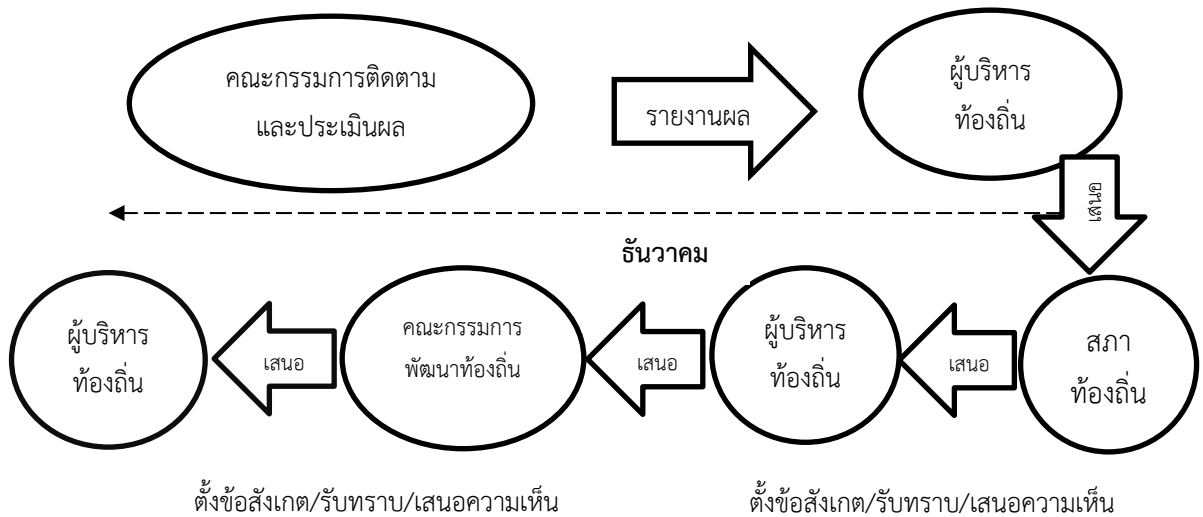 คณะกรรมการติดตาม
และประเมินผล
รายงานผล
ผู้บริหาร
ท้องถิ่น
เสนอ
ธันวาคม
ผู้บริหาร
ท้องถิ่น
เสนอ
คณะกรรมการ
พัฒนาท้องถิ่น
เสนอ
ผู้บริหาร
ท้องถิ่น
เสนอ
สภา
ท้องถิ่น
ตั้งข้อสังเกต/รับทราบ/เสนอความเห็น
ตั้งข้อสังเกต/รับทราบ/เสนอความเห็น